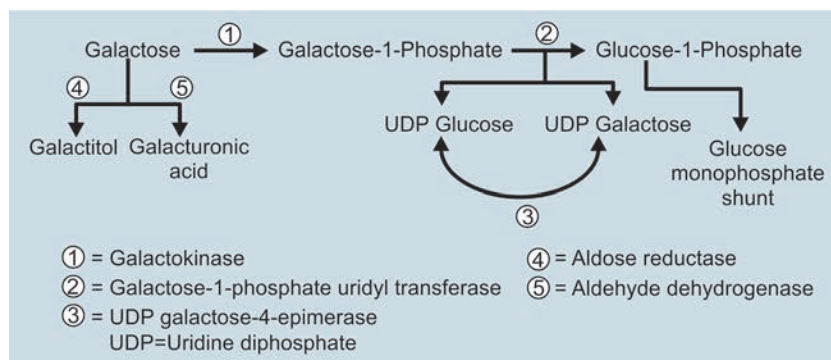 Galactose ① Galactose-1-Phosphate ② Glucose-1-Phosphate
④ ⑤
Galactitol Galacturonic
acid
UDP Glucose UDP Galactose
③
Glucose
monophosphate
shunt
① = Galactokinase
② = Galactose-1-phosphate uridyl transferase
③ = UDP galactose-4-epimerase
UDP=Uridine diphosphate
④ = Aldose reductase
⑤ = Aldehyde dehydrogenase